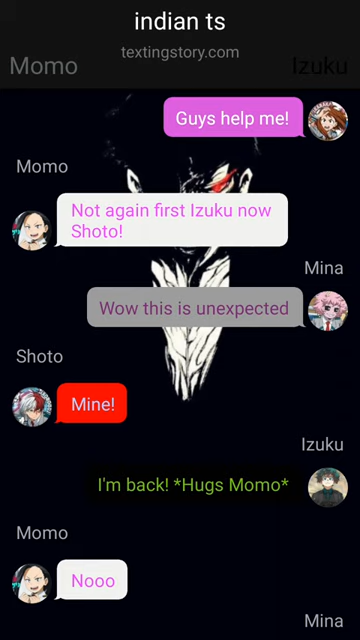 indian ts
textingstory.com
Momo
Izuku
Guys help me!
Momo
Not again first Izuku now
Shoto!
Mina
Wow this is unexpected
Shoto
Mine!
Izuku
I'm back! *Hugs Momo*
Momo
Nooo
Mina